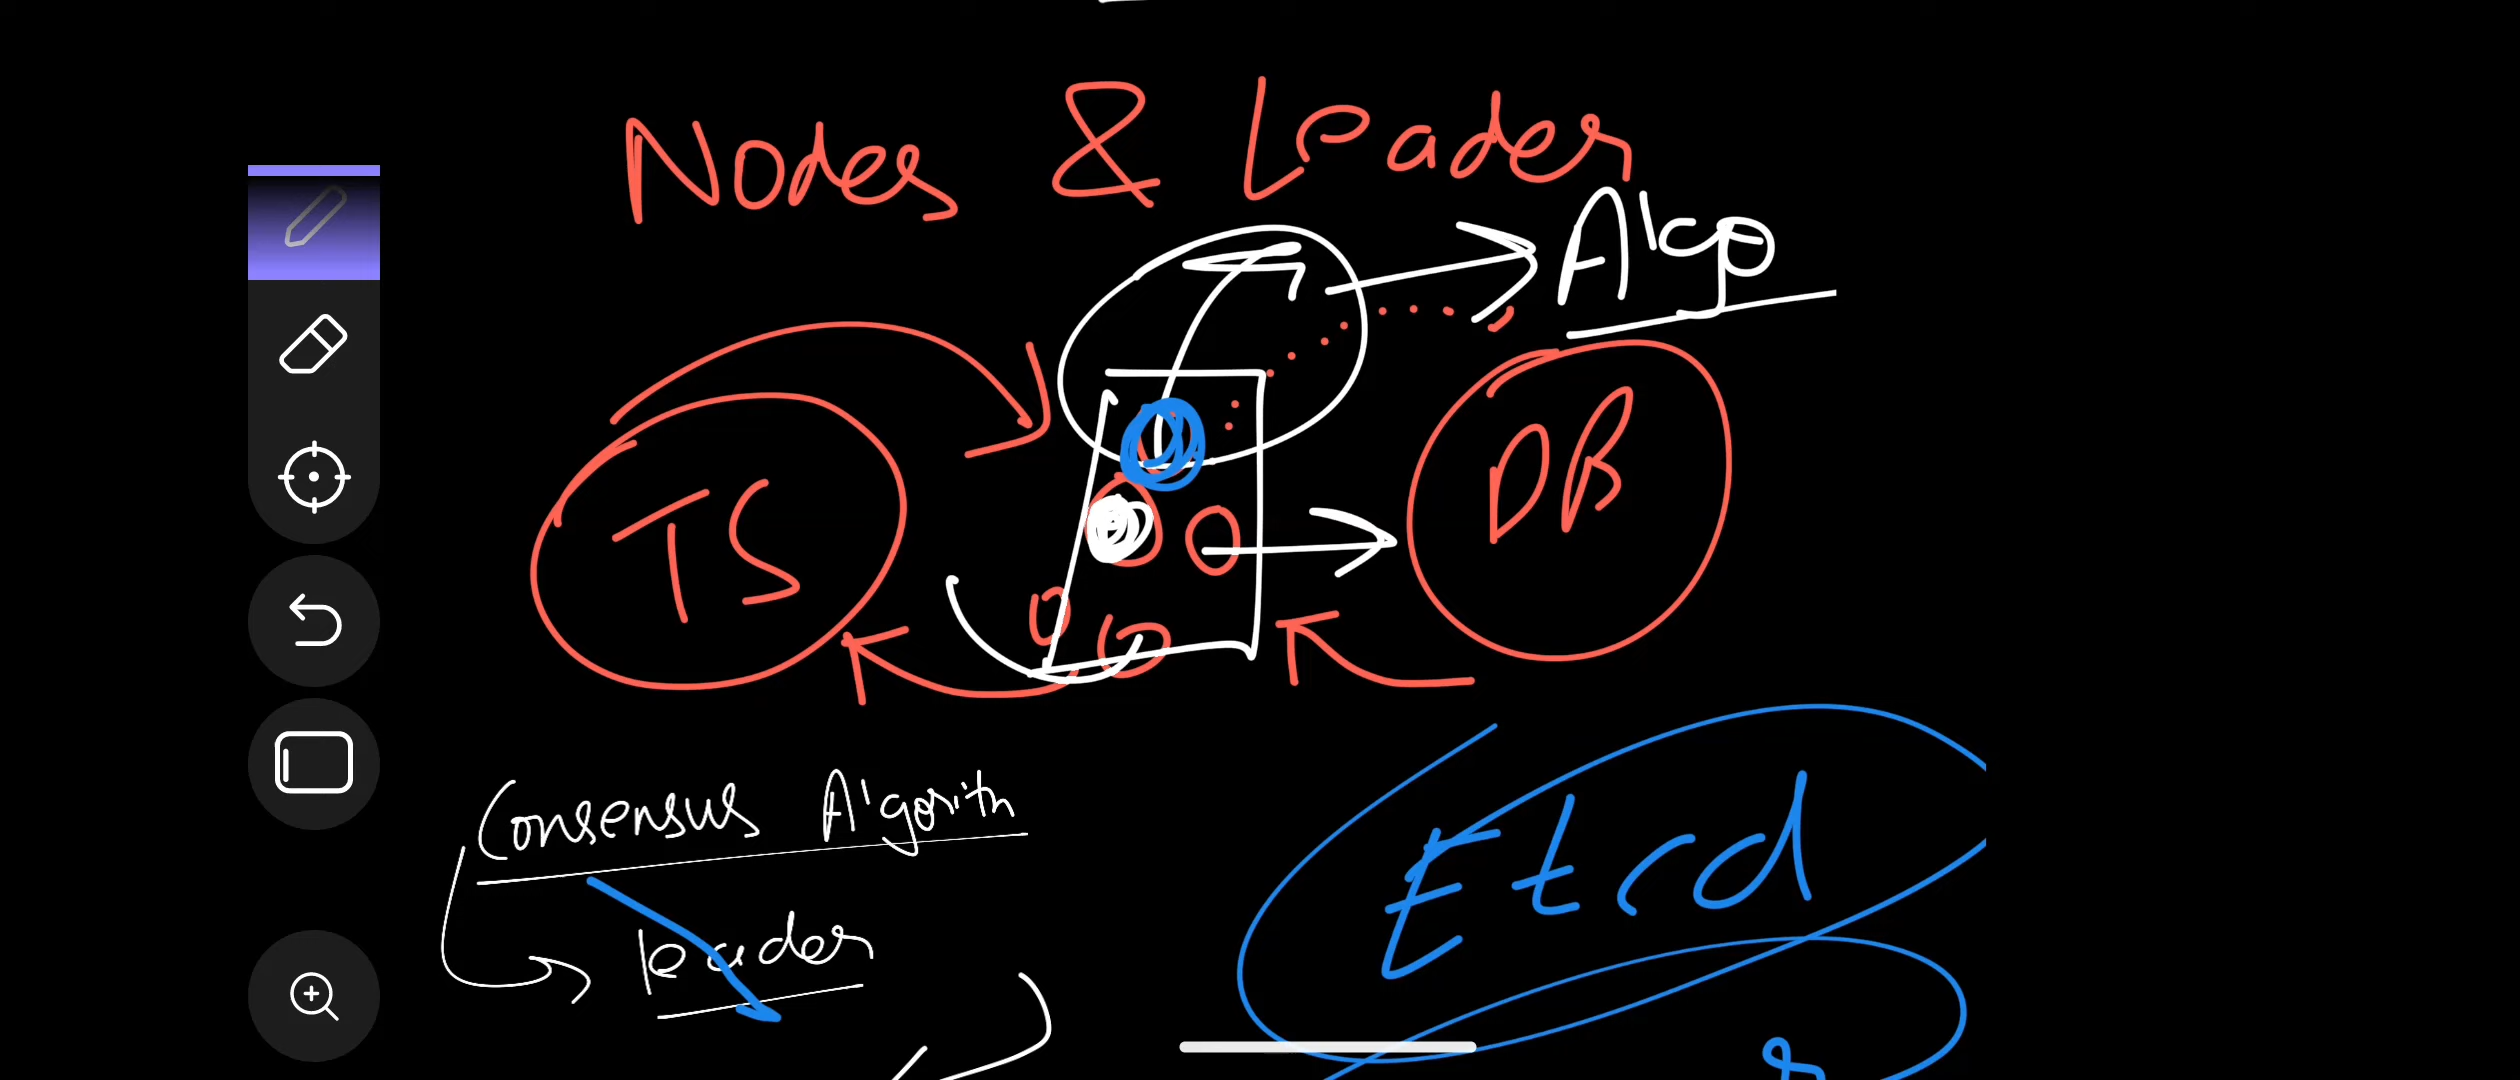 Nodes & Leader
Algo
TS
DB
Consensus Algorith
leader
Etcd